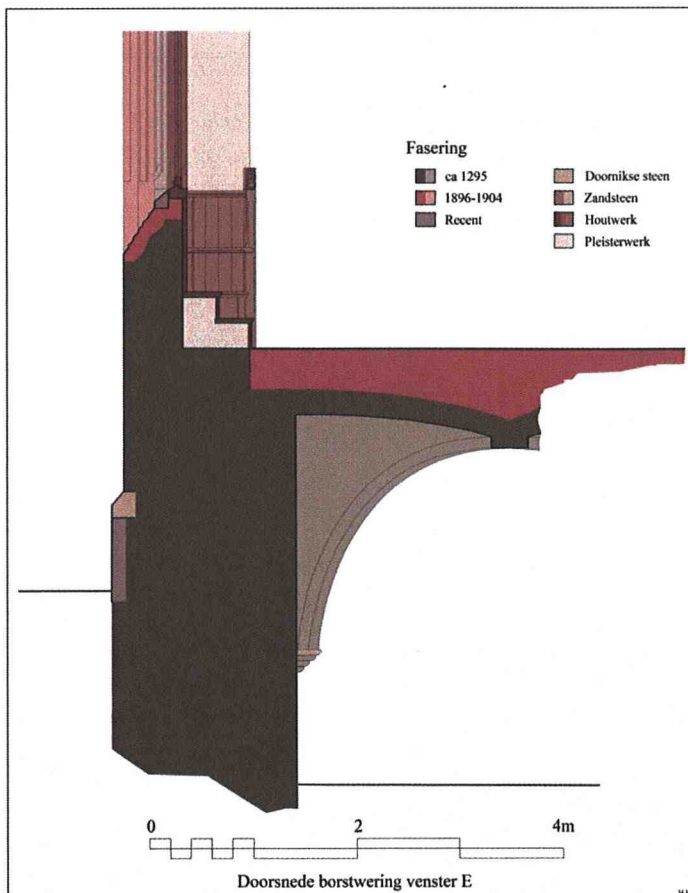 Fasering
ca 1295
1896-1904
Recent
Doornikse steen
Zandsteen
Houtwerk
Pleisterwerk
0 2 4m
Doorsnede borstwering venster E